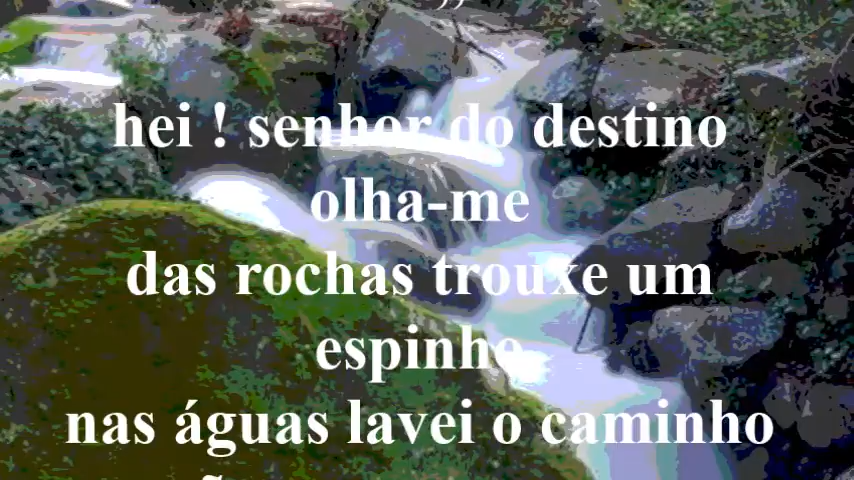 hei ! senhor do destino
olha-me
das rochas trouxe um
espinho
nas águas lavei o caminho